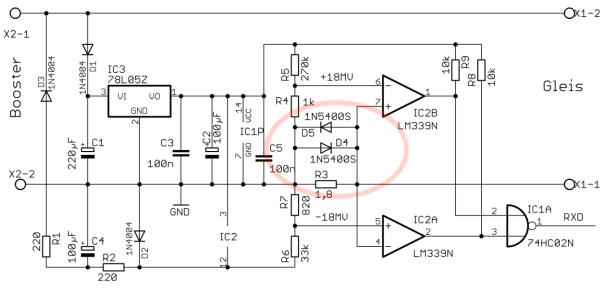 X2-1
X1-2
Booster
D3
1N4004
1N4004
D1
IC3
78L05Z
3
VI
VO
1
GND
2
C1
220µF
C3
100n
C2
100µF
14
VCC
IC1P
7
GND
C5
100n
R5
270k
+18MV
R4
1k
1N5400S
D5
D4
1N5400S
R3
1,8
6
7
1
IC2B
LM339N
10k
R9
R8
10k
Gleis
X2-2
X1-1
GND
R1
220
100µF
C4
R2
220
1N4004
D2
3
IC2
12
R7
820
-18MV
R6
33k
5
4
2
IC2A
LM339N
2
3
1
IC1A
74HC02N
RXD